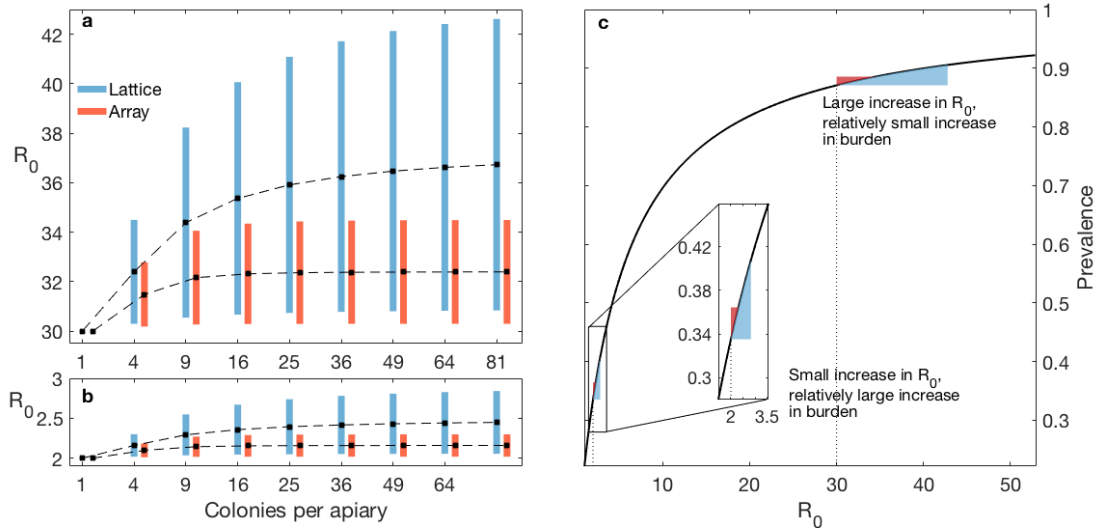 a
42
40
38
36
34
32
30
R0
Lattice
Array
1 4 9 16 25 36 49 64 81
b
3
2.5
2
R0
1 4 9 16 25 36 49 64
Colonies per apiary
c
1
0.9
0.8
0.7
0.6
0.5
0.4
0.3
Prevalence
Large increase in R0,
relatively small increase
in burden
0.42
0.38
0.34
0.3
2 3.5
Small increase in R0,
relatively large increase
in burden
10 20 30 40 50
R0